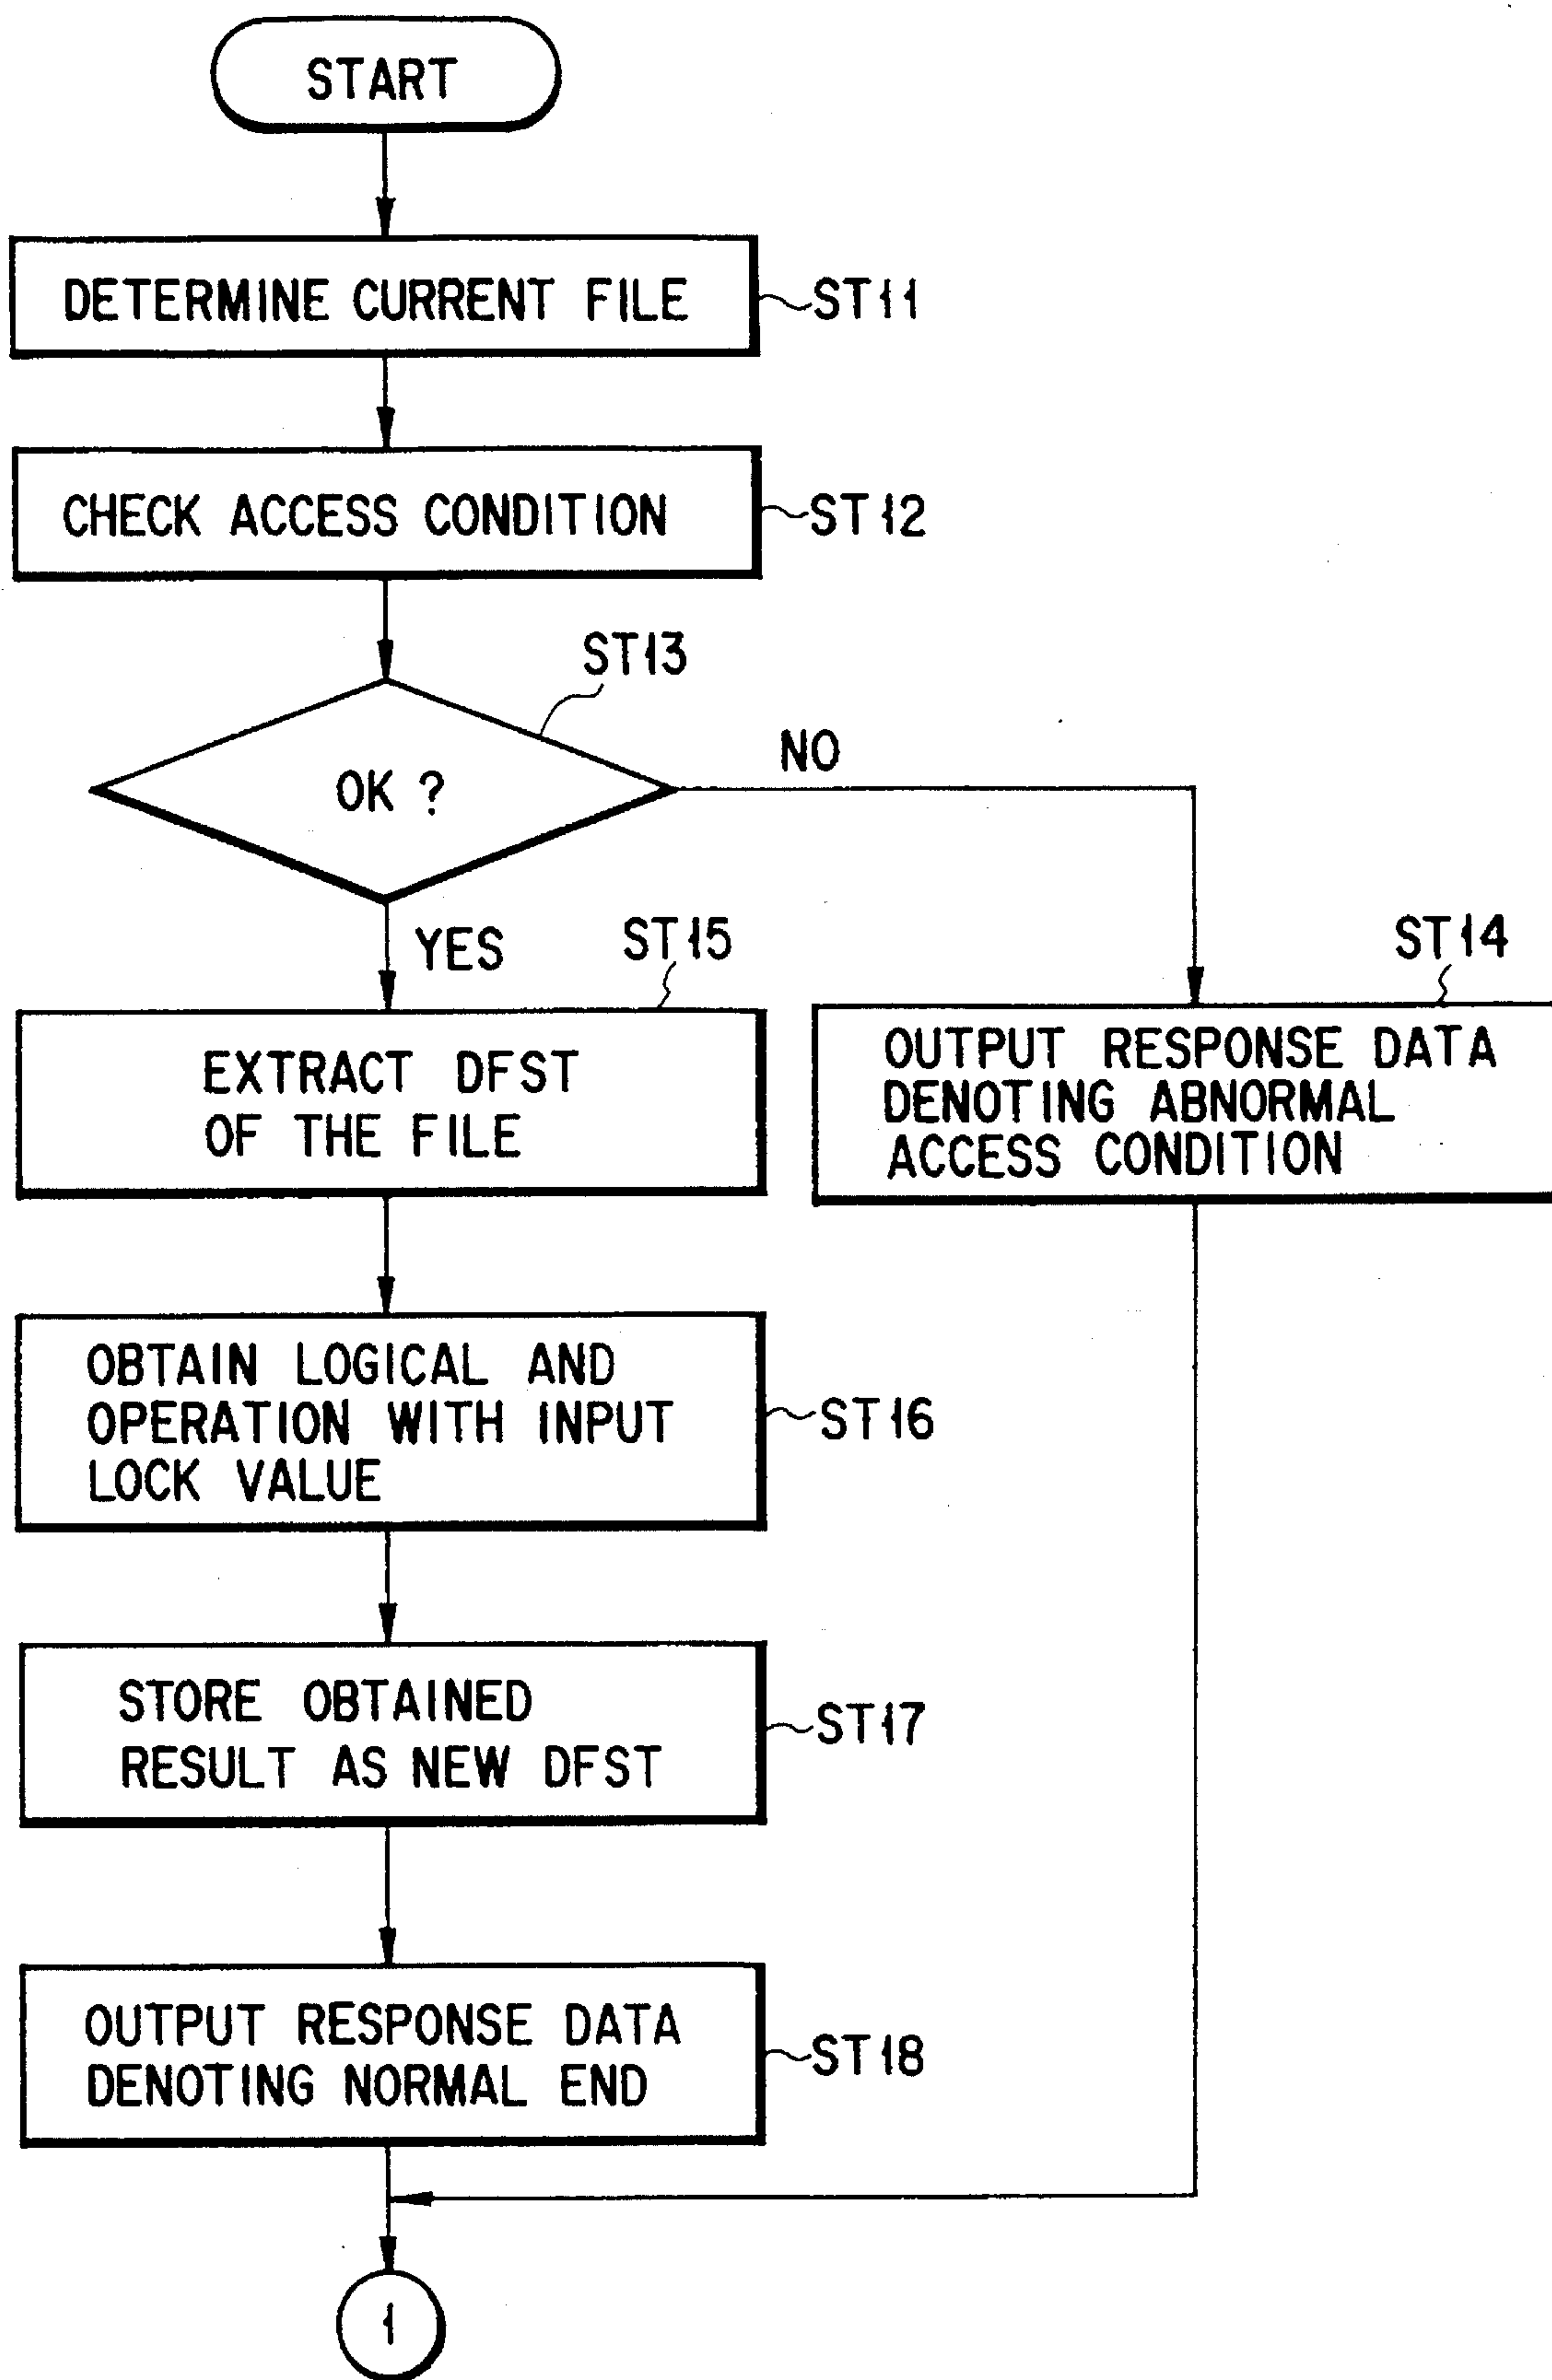 START
DETERMINE CURRENT FILE
ST11
CHECK ACCESS CONDITION
ST12
ST13
OK ?
NO
YES
ST15
ST14
EXTRACT DFST
OF THE FILE
OUTPUT RESPONSE DATA
DENOTING ABNORMAL
ACCESS CONDITION
OBTAIN LOGICAL AND
OPERATION WITH INPUT
LOCK VALUE
ST16
STORE OBTAINED
RESULT AS NEW DFST
ST17
OUTPUT RESPONSE DATA
DENOTING NORMAL END
ST18
1